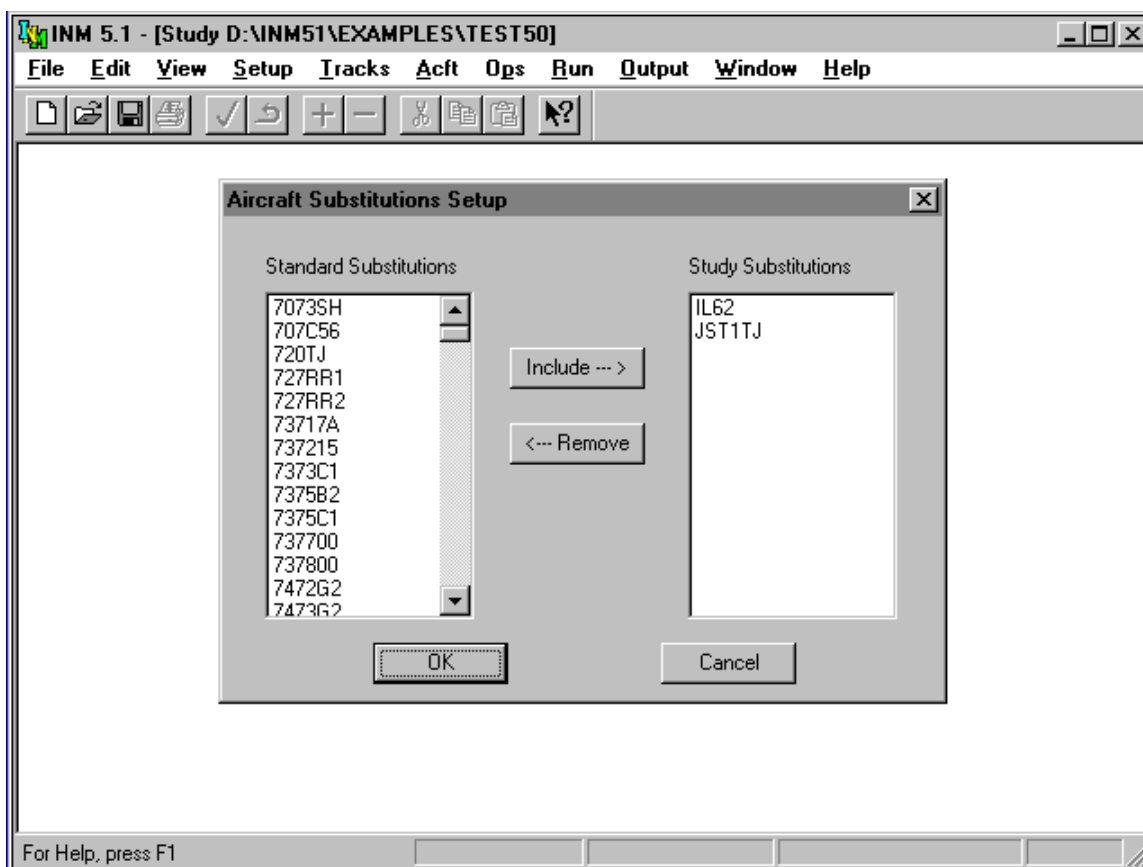 INM 5.1 - [Study D:\INM51\EXAMPLES\TEST50]
File Edit View Setup Tracks Acft Ops Run Output Window Help
Aircraft Substitutions Setup
Standard Substitutions
Study Substitutions
7073SH
707C56
720TJ
727RR1
727RR2
73717A
737215
7373C1
7375B2
7375C1
737700
737800
7472G2
7473G2
Include --- >
<--- Remove
IL62
JST1TJ
OK
Cancel
For Help, press F1